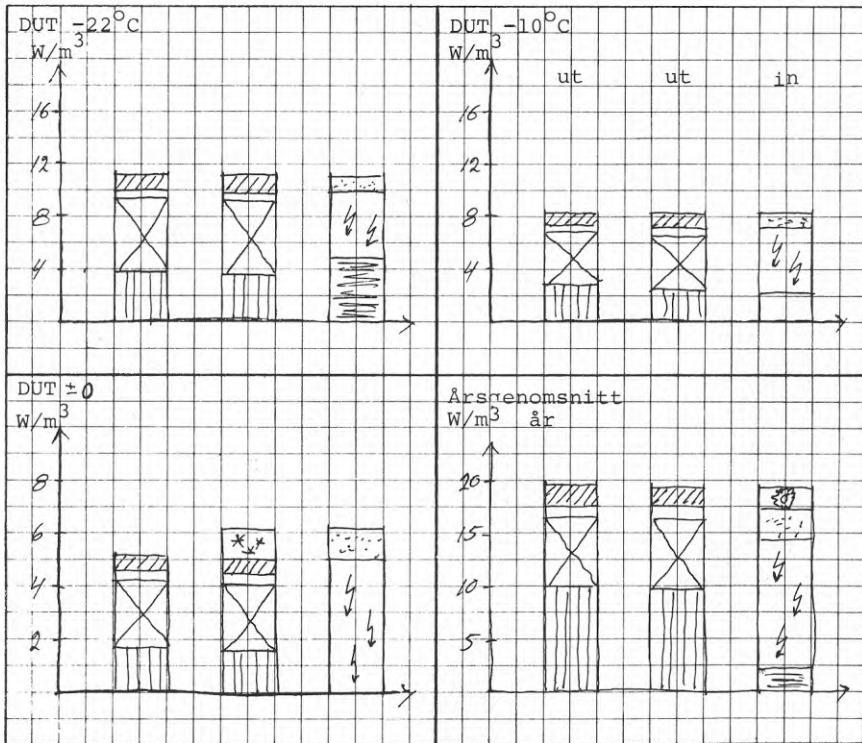 DUT -22°C
W/m³
16
12
8
4
DUT -10°C
W/m³
ut ut in
16
12
8
4
DUT ±0
W/m³
8
6
4
2
Årsgenomsnitt
W/m³ år
20
15
10
5